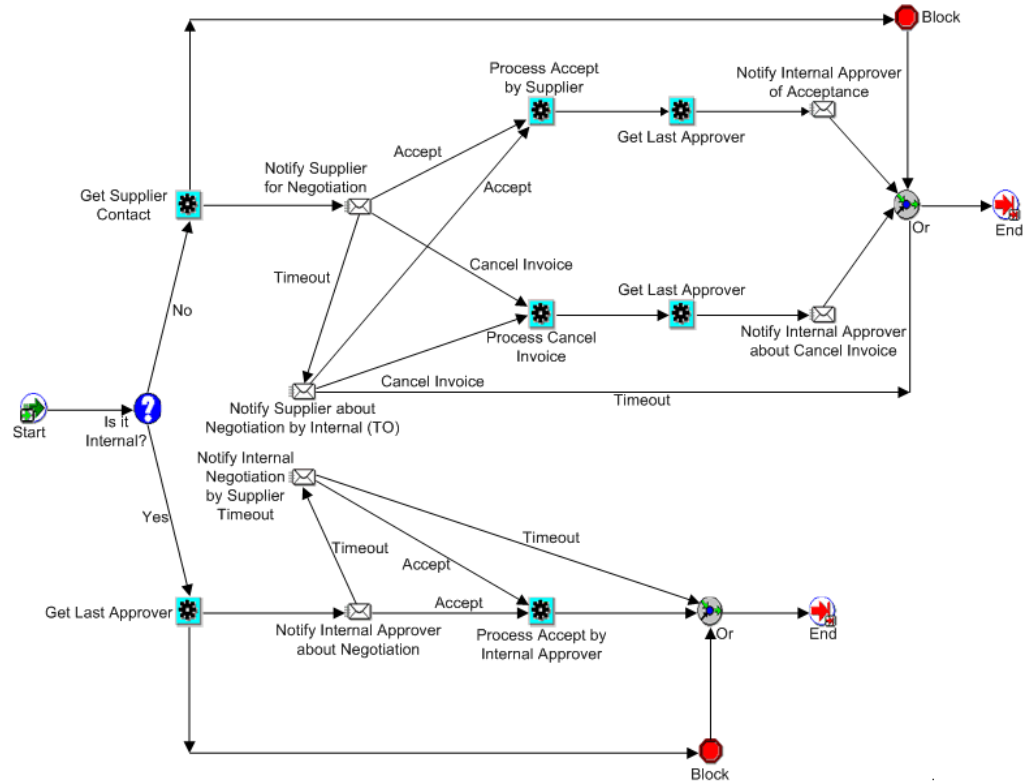 Block
Process Accept
by Supplier
Notify Internal Approver
of Acceptance
Get Last Approver
Accept
Notify Supplier
for Negotiation
Accept
Get Supplier
Contact
Or
End
Cancel Invoice
Timeout
Get Last Approver
No
Process Cancel
Invoice
Notify Internal Approver
about Cancel Invoice
Cancel Invoice
Timeout
Notify Supplier about
Negotiation by Internal (TO)
Start
Is it
Internal?
Notify Internal
Negotiation
by Supplier
Timeout
Yes
Timeout
Timeout
Accept
Get Last Approver
Accept
Notify Internal Approver
about Negotiation
Process Accept by
Internal Approver
Or
End
Block